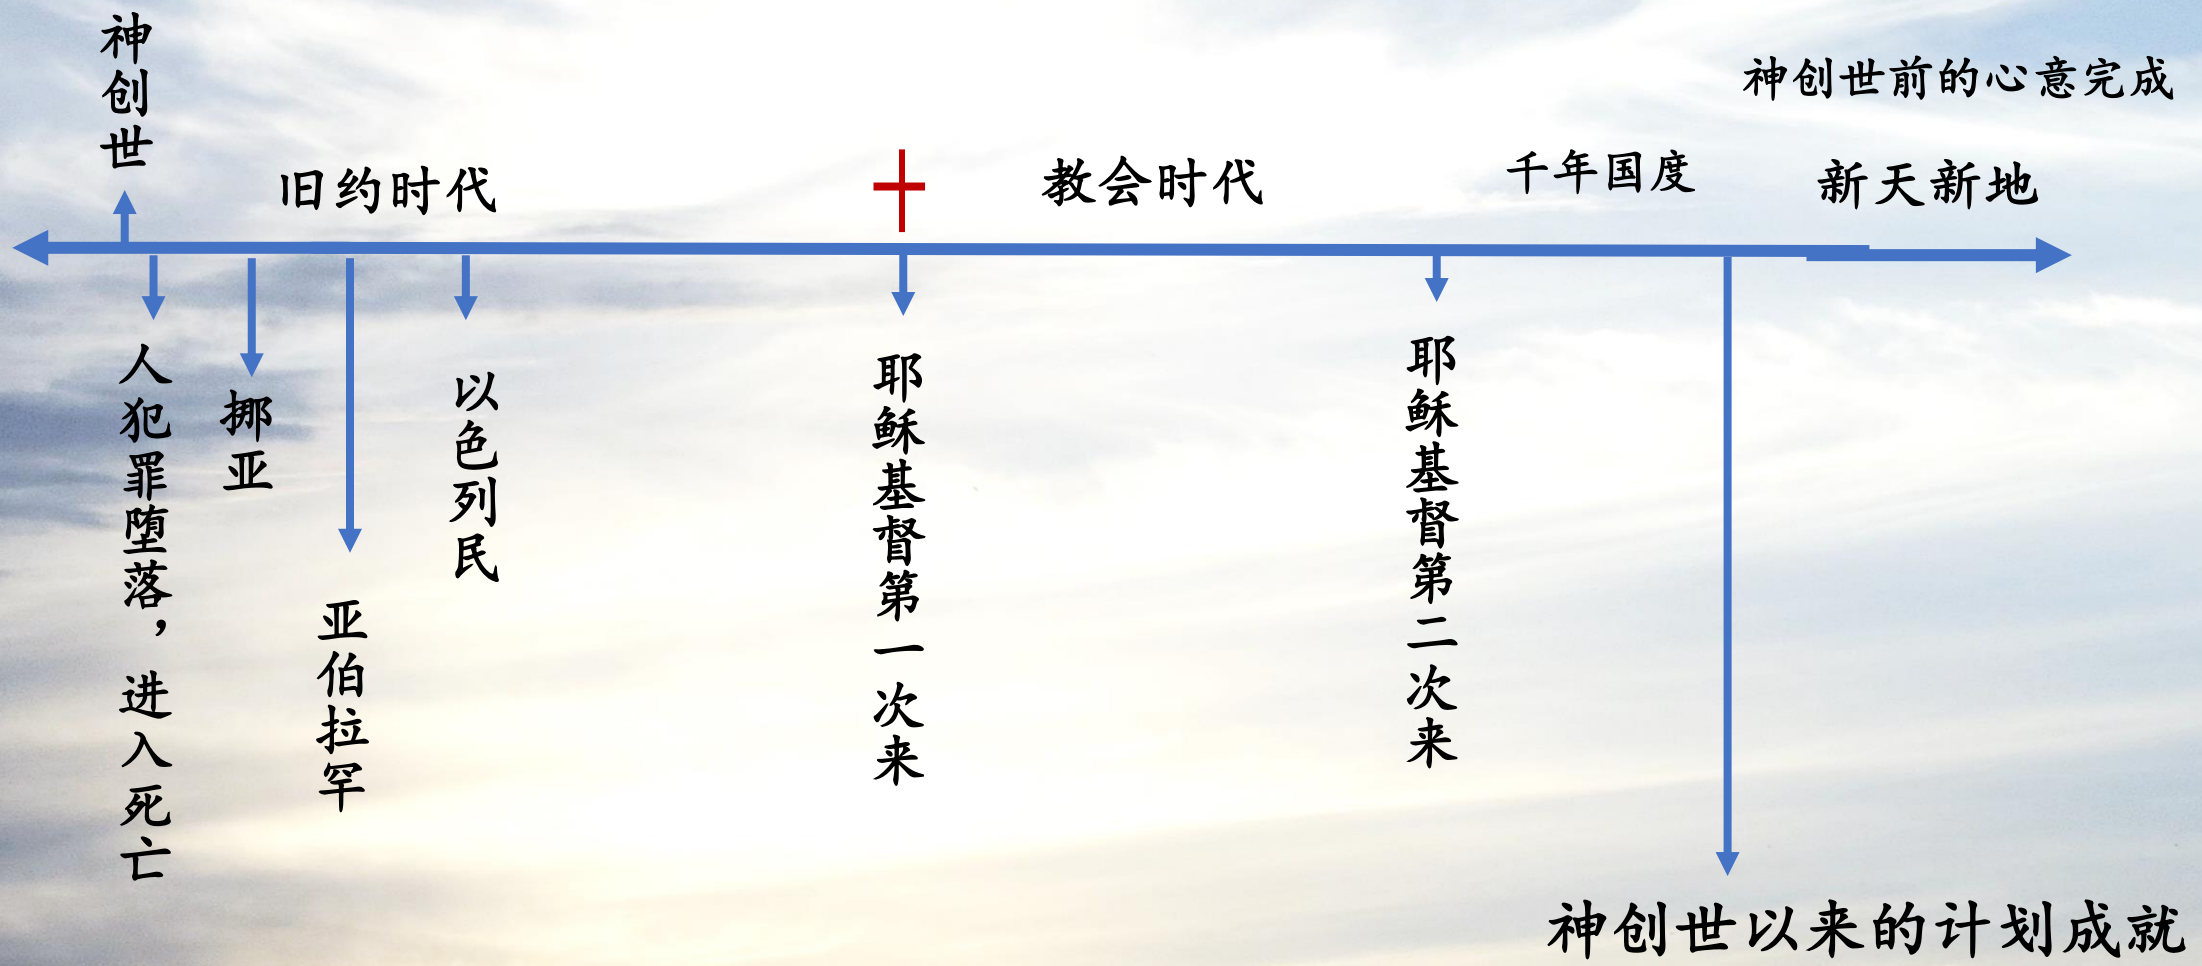 神创世
神创世前的心意完成
旧约时代
教会时代
千年国度
新天新地
人犯罪堕落，进入死亡
挪亚
亚伯拉罕
以色列民
耶稣基督第一次来
耶稣基督第二次来
神创世以来的计划成就